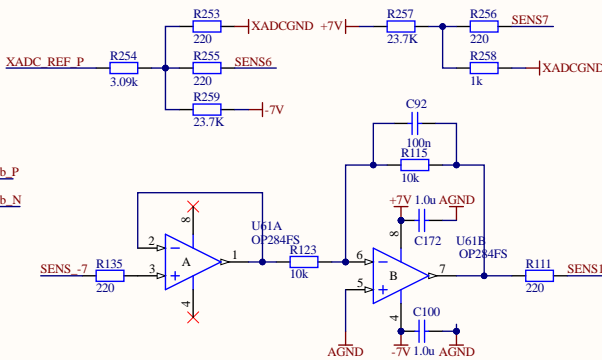 R253
220
XADCGND
+7V
R257
23.7K
R256
220
SENS7
XADC_REF_P
R254
3.09k
R255
220
SENS6
R258
1k
XADCGND
R259
23.7K
-7V
C92
100n
R115
10k
b_P
b_N
+7V
1.0u
AGND
C172
8
8
U61A
OP284FS
U61B
OP284FS
2
1
A
3
4
R123
10k
6
7
B
5
4
SENS_-7
R135
220
R111
220
SENS1
C100
1.0u
AGND
-7V
AGND